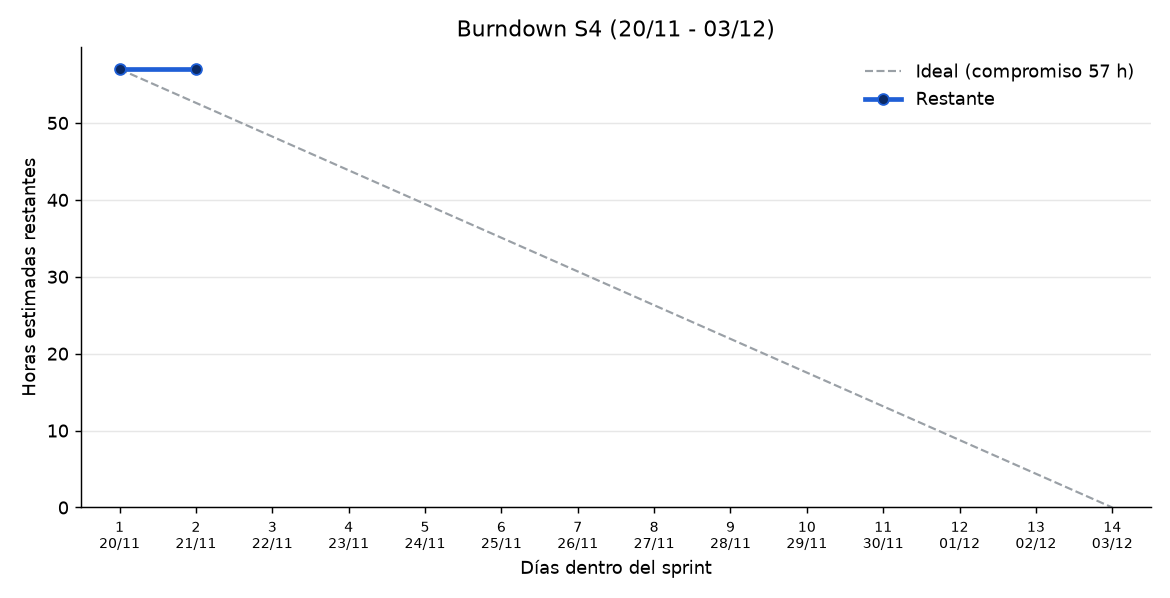 Burndown S4 (20/11 - 03/12)
Ideal (compromiso 57 h)
Restante
Horas estimadas restantes
50
40
30
20
10
0
1 2 3 4 5 6 7 8 9 10 11 12 13 14
20/11 21/11 22/11 23/11 24/11 25/11 26/11 27/11 28/11 29/11 30/11 01/12 02/12 03/12
Días dentro del sprint